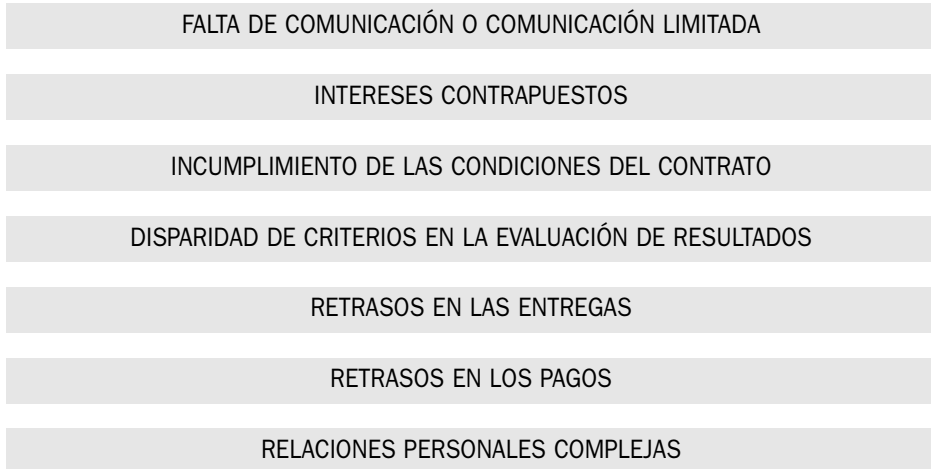 FALTA DE COMUNICACIÓN O COMUNICACIÓN LIMITADA
INTERESES CONTRAPUESTOS
INCUMPLIMIENTO DE LAS CONDICIONES DEL CONTRATO
DISPARIDAD DE CRITERIOS EN LA EVALUACIÓN DE RESULTADOS
RETRASOS EN LAS ENTREGAS
RETRASOS EN LOS PAGOS
RELACIONES PERSONALES COMPLEJAS